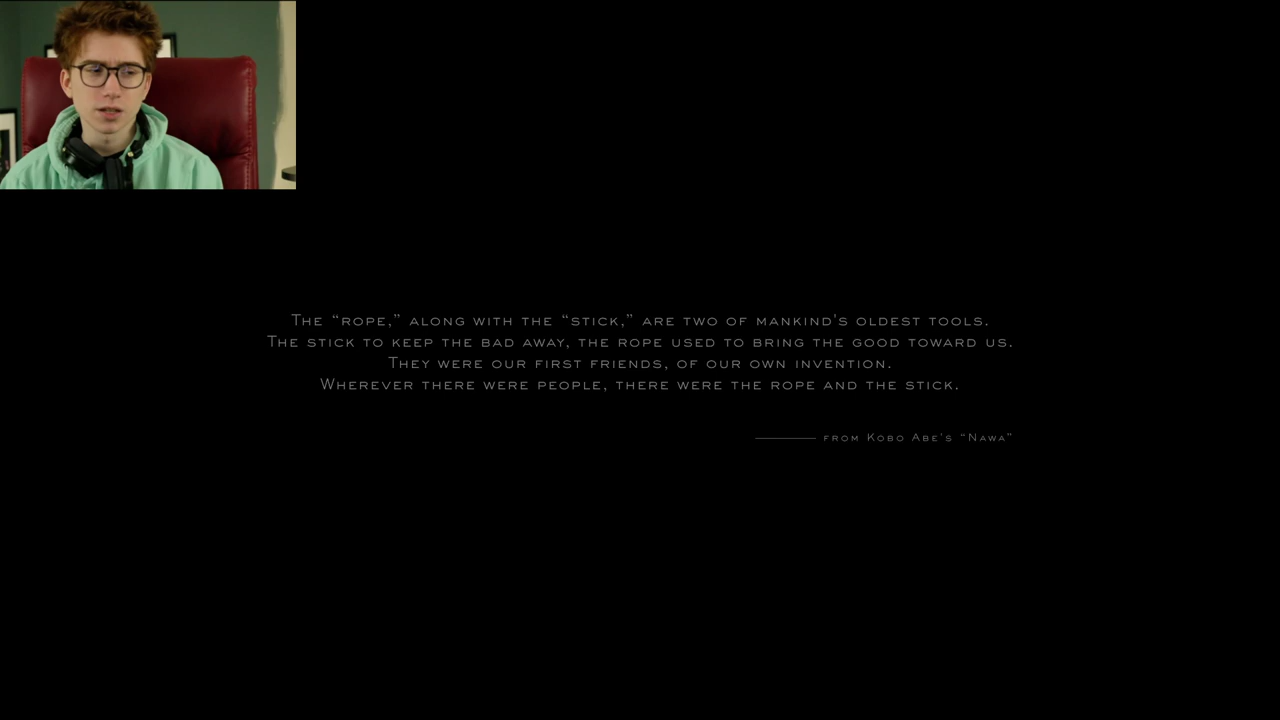 The “rope,” along with the “stick,” are two of mankind's oldest tools.
The stick to keep the bad away, the rope used to bring the good toward us.
They were our first friends, of our own invention.
Wherever there were people, there were the rope and the stick.
——— from Kobo Abe's “Nawa”